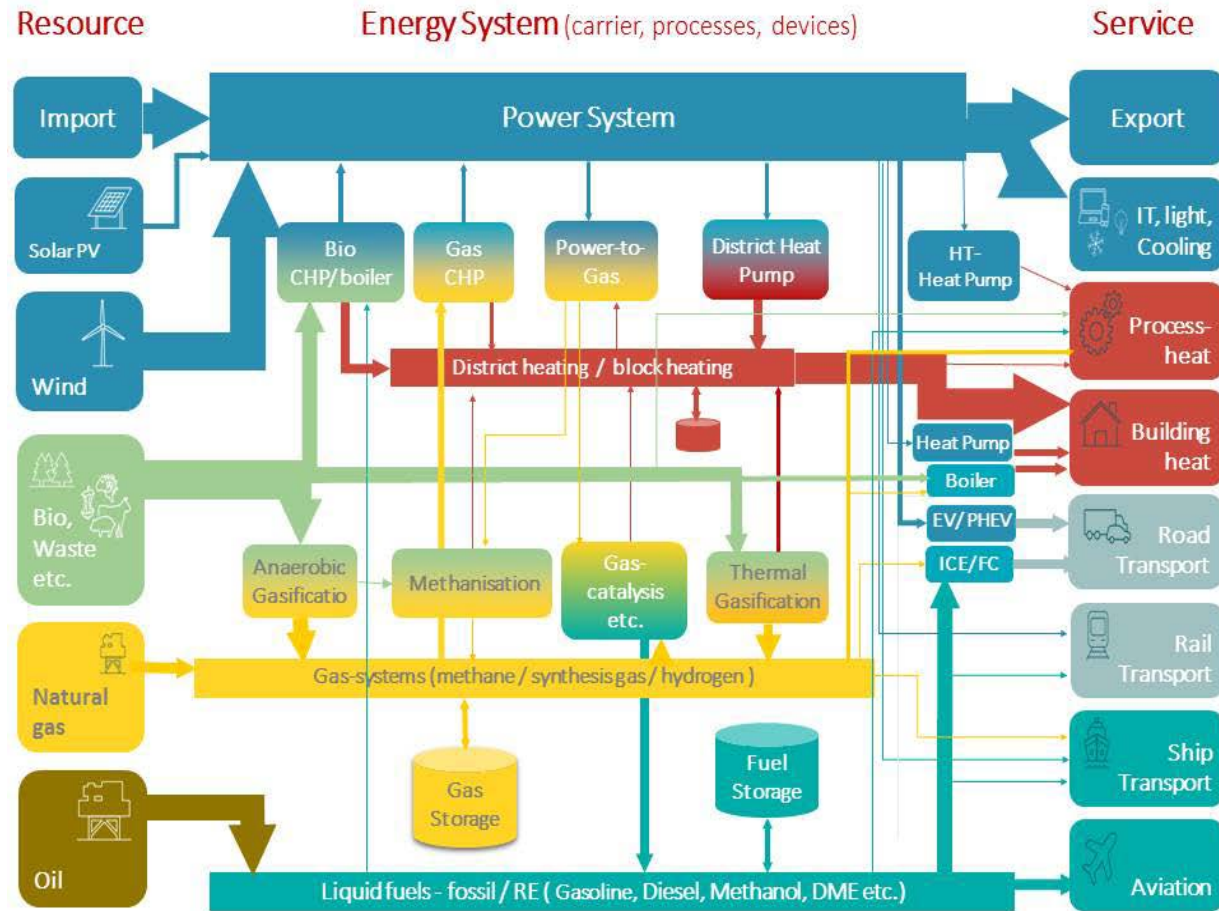 Resource
Energy System (carrier, processes, devices)
Service
Import
Power System
Export
Solar PV
IT, light,
Cooling
Bio
CHP/boiler
Gas
CHP
Power-to-
Gas
District Heat
Pump
HT-
Heat Pump
Wind
Process-
heat
District heating / block heating
Building
heat
Heat Pump
Boiler
Bio,
Waste
etc.
EV/PHEV
Road
Transport
ICE/FC
Anaerobic
Gasificatio
Methanisation
Gas-
catalysis
etc.
Thermal
Gasification
Rail
Transport
Natural
gas
Gas-systems (methane / synthesis gas / hydrogen )
Ship
Transport
Gas
Storage
Fuel
Storage
Oil
Liquid fuels - fossil / RE ( Gasoline, Diesel, Methanol, DME etc.)
Aviation